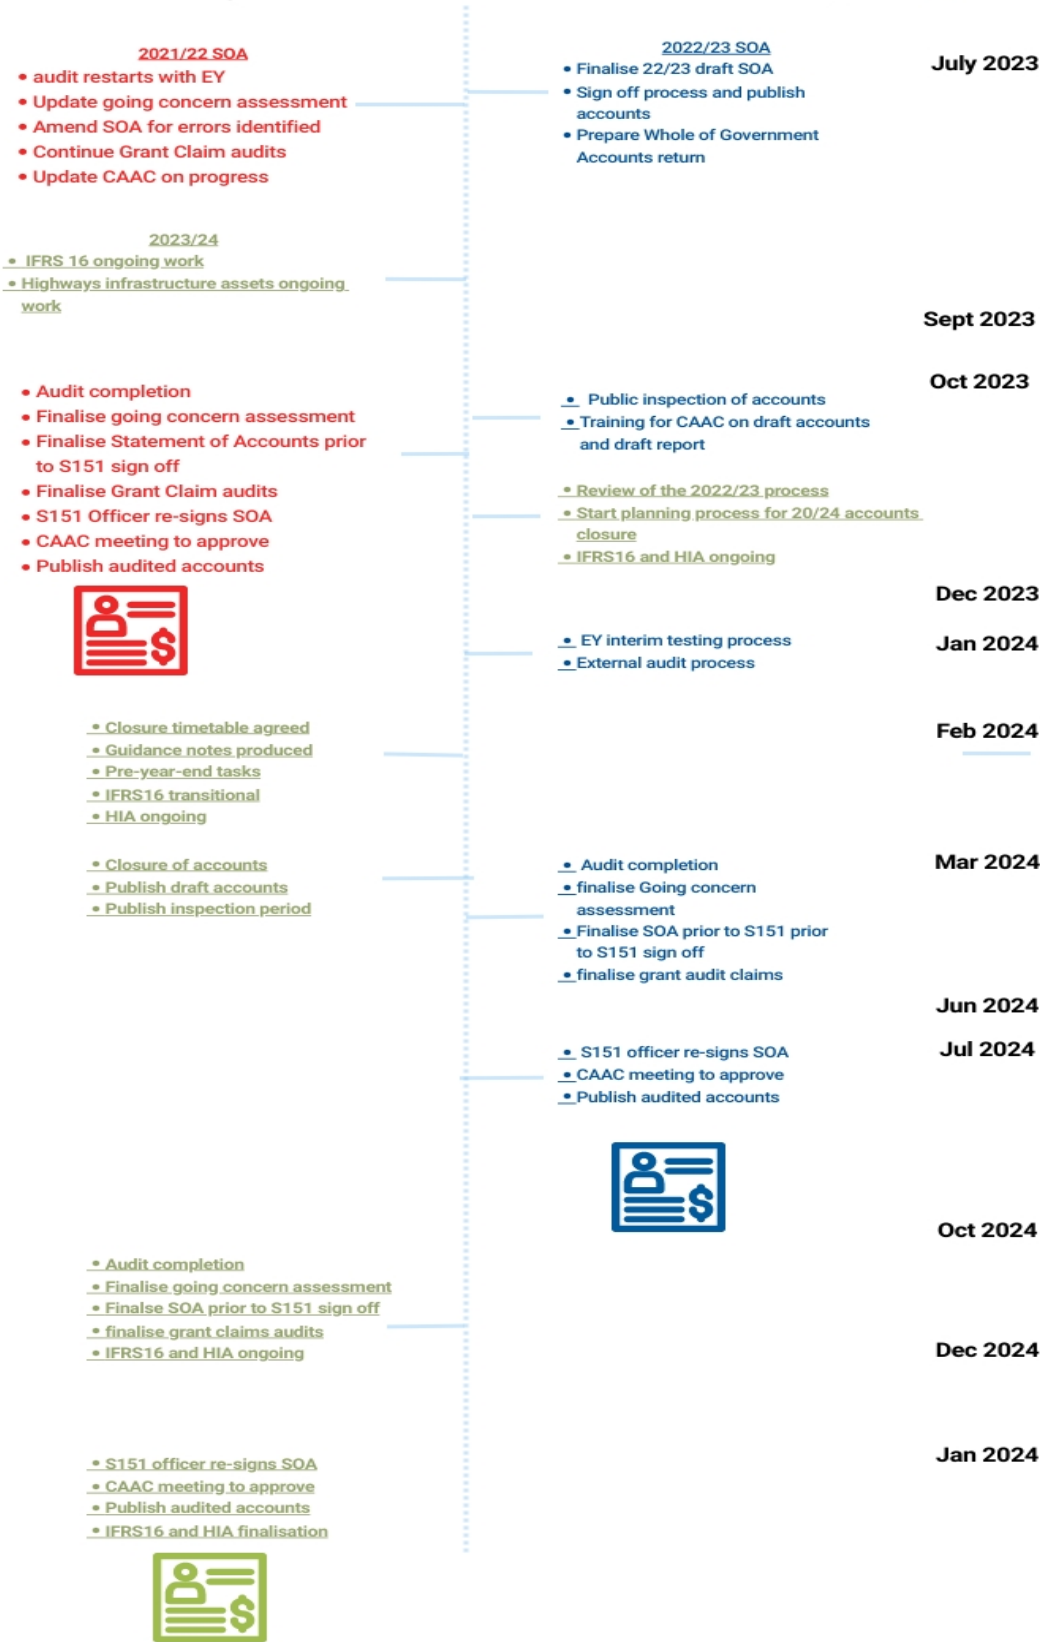 2021/22 SOA
• audit restarts with EY
• Update going concern assessment
• Amend SOA for errors identified
• Continue Grant Claim audits
• Update CAAC on progress
2022/23 SOA
• Finalise 22/23 draft SOA
• Sign off process and publish
accounts
• Prepare Whole of Government
Accounts return
July 2023
2023/24
• IFRS 16 ongoing work
• Highways infrastructure assets ongoing
work
Sept 2023
Oct 2023
• Audit completion
• Finalise going concern assessment
• Finalise Statement of Accounts prior
to S151 sign off
• Finalise Grant Claim audits
• S151 Officer re-signs SOA
• CAAC meeting to approve
• Publish audited accounts
• Public inspection of accounts
• Training for CAAC on draft accounts
and draft report
• Review of the 2022/23 process
• Start planning process for 20/24 accounts
closure
• IFRS16 and HIA ongoing
Dec 2023
• EY interim testing process
• External audit process
Jan 2024
• Closure timetable agreed
• Guidance notes produced
• Pre-year-end tasks
• IFRS16 transitional
• HIA ongoing
Feb 2024
• Closure of accounts
• Publish draft accounts
• Publish inspection period
• Audit completion
• finalise Going concern
assessment
• Finalise SOA prior to S151 prior
to S151 sign off
• finalise grant audit claims
Mar 2024
Jun 2024
• S151 officer re-signs SOA
• CAAC meeting to approve
• Publish audited accounts
Jul 2024
Oct 2024
• Audit completion
• Finalise going concern assessment
• Finalse SOA prior to S151 sign off
• finalise grant claims audits
• IFRS16 and HIA ongoing
Dec 2024
Jan 2024
• S151 officer re-signs SOA
• CAAC meeting to approve
• Publish audited accounts
• IFRS16 and HIA finalisation